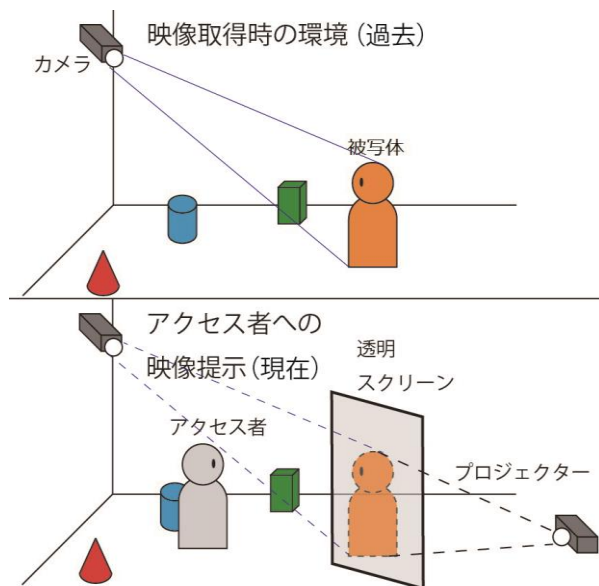 映像取得時の環境（過去）
カメラ
被写体
アクセス者への
映像提示（現在）
透明
スクリーン
アクセス者
プロジェクター